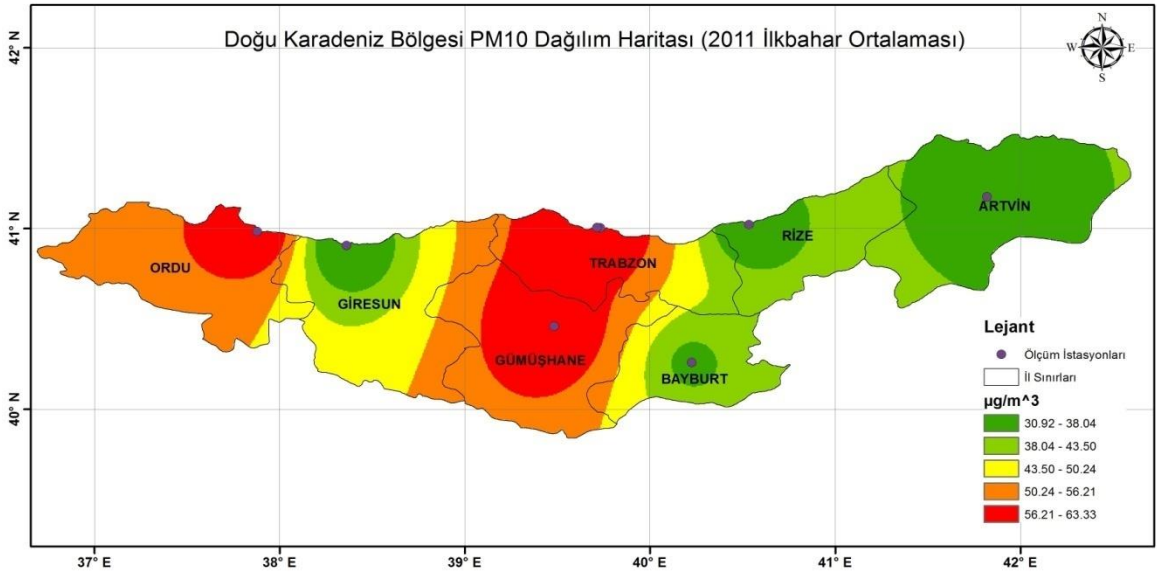 Doğu Karadeniz Bölgesi PM10 Dağılım Haritası (2011 İlkbahar Ortalaması)
N
W E
S
42° N
41° N
40° N
ARTVİN
RİZE
TRABZON
ORDU
GİRESUN
GÜMÜŞHANE
BAYBURT
Lejant
Ölçüm İstasyonları
İl Sınırları
µg/m^3
30.92 - 38.04
38.04 - 43.50
43.50 - 50.24
50.24 - 56.21
56.21 - 63.33
37° E 38° E 39° E 40° E 41° E 42° E